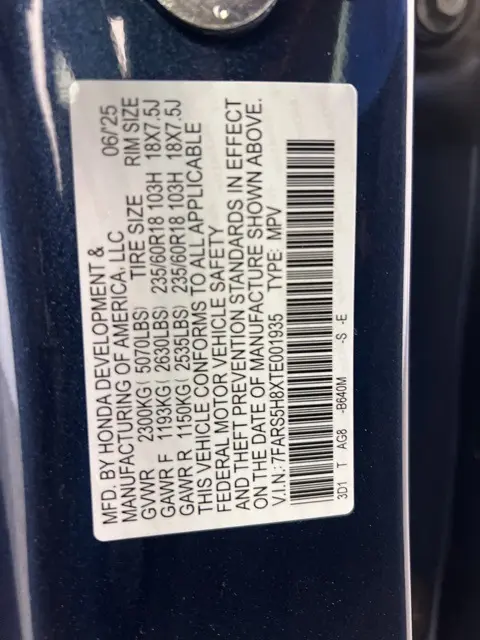 MFD. BY HONDA DEVELOPMENT & 06/'25
MANUFACTURING OF AMERICA, LLC
GVWR 2300KG( 5070LBS) TIRE SIZE RIM SIZE
GAWR F 1193KG( 2630LBS) 235/60R18 103H 18X7.5J
GAWR R 1150KG( 2535LBS) 235/60R18 103H 18X7.5J
THIS VEHICLE CONFORMS TO ALL APPLICABLE
FEDERAL MOTOR VEHICLE SAFETY
AND THEFT PREVENTION STANDARDS IN EFFECT
ON THE DATE OF MANUFACTURE SHOWN ABOVE.
V.I.N.:7FARS5H8XTE001935 TYPE: MPV
3D1 T AG8 -B640M -S -E